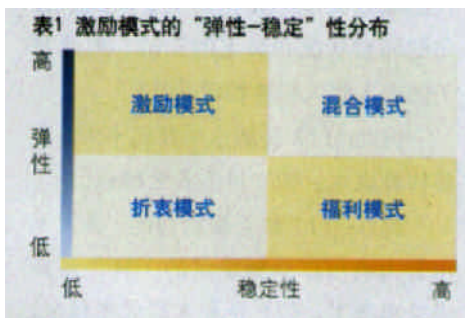 表1 激励模式的“弹性-稳定”性分布
高
激励模式 混合模式
弹性
折衷模式 福利模式
低
低 稳定性 高